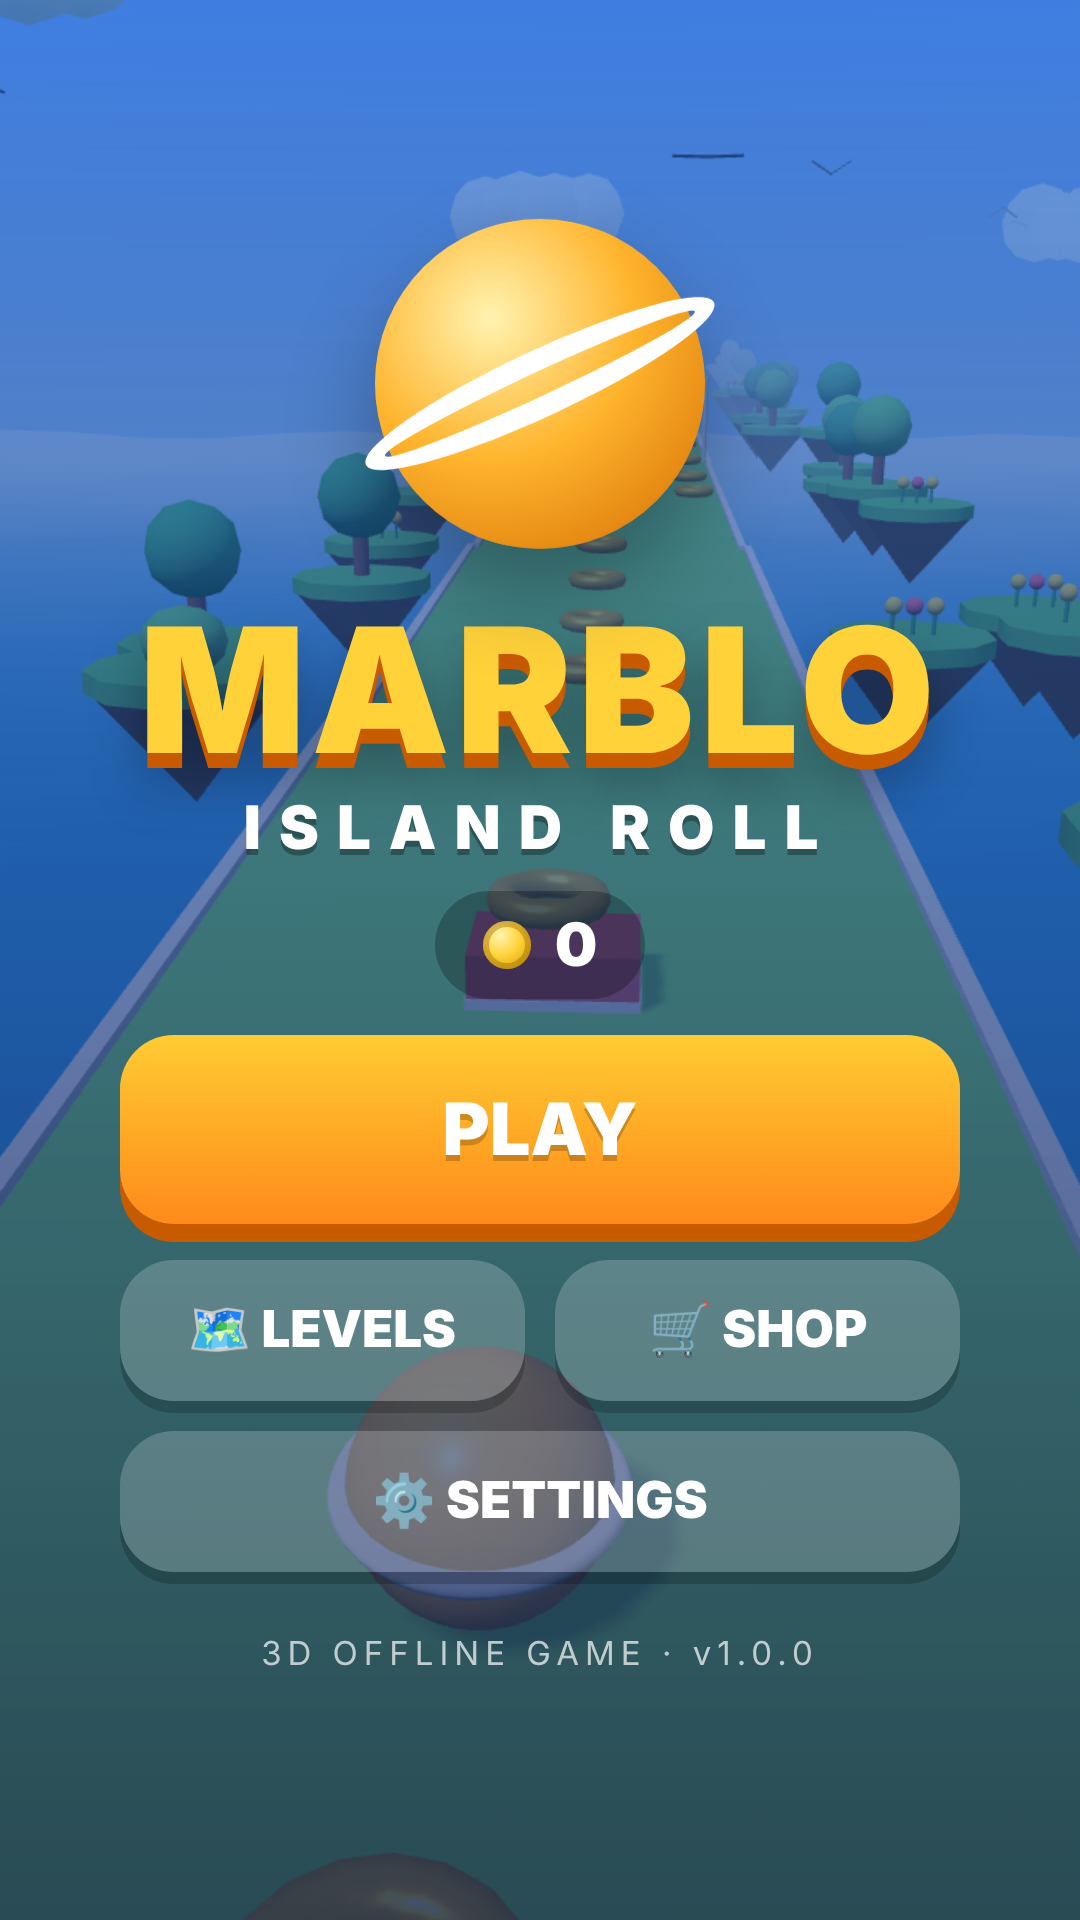 MARBLO
ISLAND ROLL
0
PLAY
LEVELS
SHOP
SETTINGS
3D OFFLINE GAME · v1.0.0